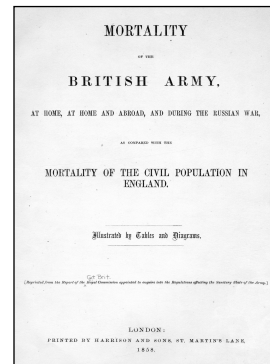 MORTALITY
OF THE
BRITISH ARMY,
AT HOME, AT HOME AND ABROAD, AND DURING THE RUSSIAN WAR,
AS COMPARED WITH THE
MORTALITY OF THE CIVIL POPULATION IN
ENGLAND.
Illustrated by Tables and Diagrams.
Gt. Brit.
[Reprinted from the Report of the Royal Commission appointed to enquire into the Regulations affecting the Sanitary State of the Army.]
LONDON:
PRINTED BY HARRISON AND SONS, ST. MARTIN'S LANE,
1858.